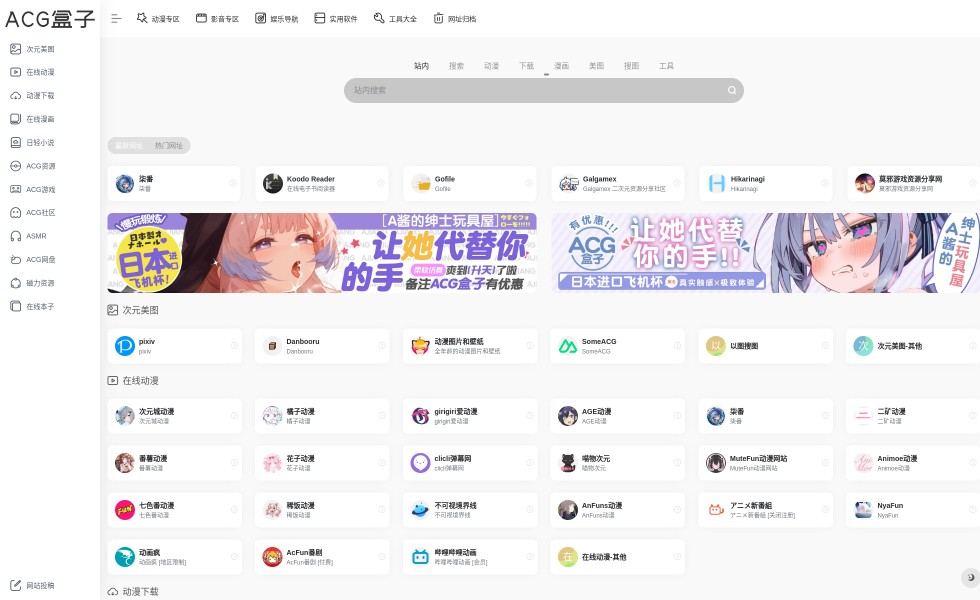 ACG盒子
动漫专区
影音专区
娱乐导航
实用软件
工具大全
网址归档
次元美图
在线动漫
动漫下载
在线漫画
日轻小说
ACG资源
ACG游戏
ACG社区
ASMR
ACG网盘
磁力资源
在线本子
网站投稿
站内
搜索
动漫
下载
漫画
美图
搜图
工具
站内搜索
最新网址
热门网址
柒番
柒番
Koodo Reader
在线电子书阅读器
Gofile
Gofile
Galgamex
Galgamex 二次元资源分享社区
Hikarinagi
Hikarinagi
莫邪游戏资源分享网
莫邪游戏资源分享网
日本製オナホール
日本进口
飞机杯!
[A酱的绅士玩具屋]
让她代替你
的手
柔软仿真
爽到(升天)了啦
备注ACG盒子有优惠
有优惠!!
ACG
盒子
让她代替
你的手!!
日本进口飞机杯
真实触感×极致体验
A酱的
绅士玩具屋
次元美图
pixiv
pixiv
Danbooru
Danbooru
动漫图片和壁纸
全年龄的动漫图片和壁纸
SomeACG
SomeACG
以
以图搜图
次
次元美图-其他
在线动漫
次元城动漫
次元城动漫
橘子动漫
橘子动漫
girigiri爱动漫
girigiri爱动漫
AGE动漫
AGE动漫
柒番
柒番
二矿动漫
二矿动漫
番薯动漫
番薯动漫
花子动漫
花子动漫
clicli弹幕网
clicli弹幕网
喵物次元
喵物次元
MuteFun动漫网站
MuteFun动漫网站
Animoe动漫
Animoe动漫
七色番动漫
七色番动漫
稀饭动漫
稀饭动漫
不可视境界线
不可视境界线
AnFuns动漫
AnFuns动漫
アニメ新番組
アニメ新番組 [关闭注册]
NyaFun
NyaFun
动画疯
动画疯 [地区限制]
AcFun番剧
AcFun番剧 [付费]
哔哩哔哩动画
哔哩哔哩动画 [会员]
在
在线动漫-其他
动漫下载